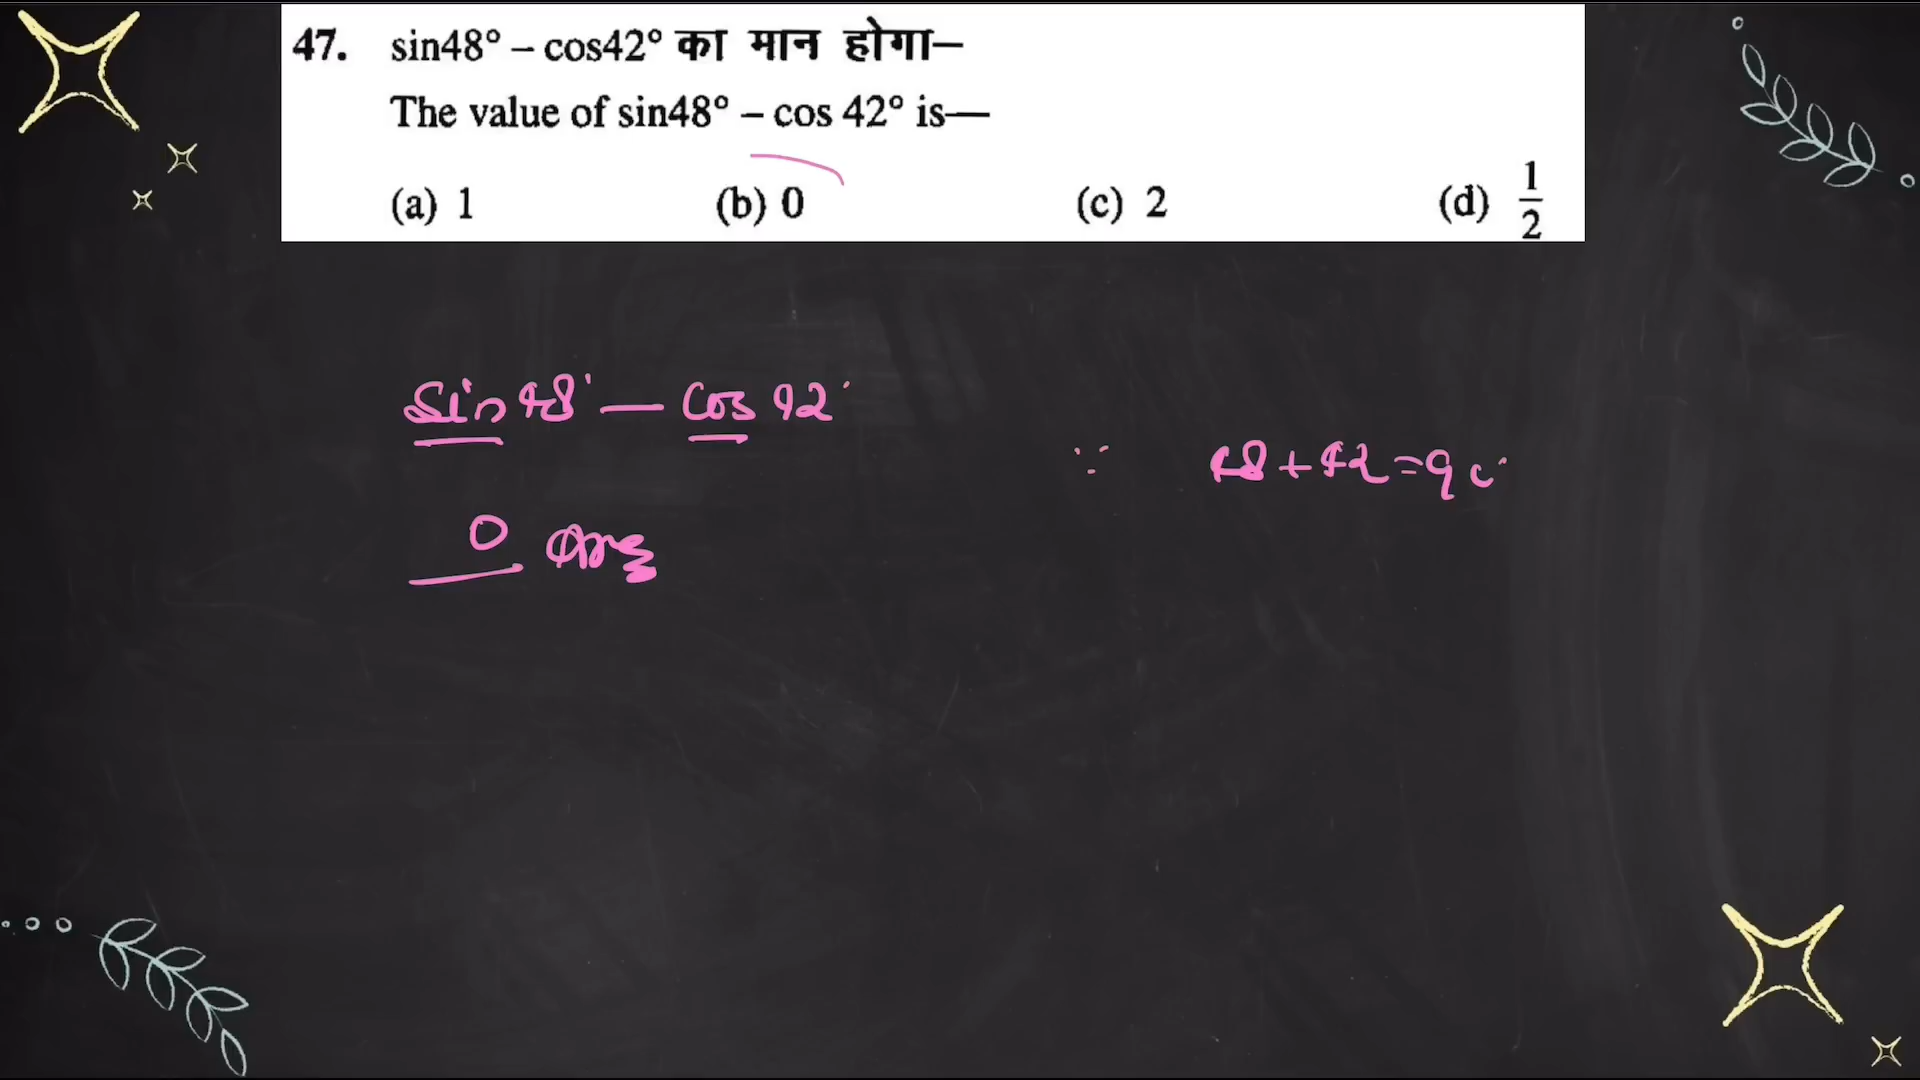 47. sin48° – cos42° का मान होगा—
The value of sin48° – cos 42° is—
(a) 1 (b) 0 (c) 2 (d) 1/2
sin 48° — cos 42°
∵ 48 + 42 = 90°
0 Ans